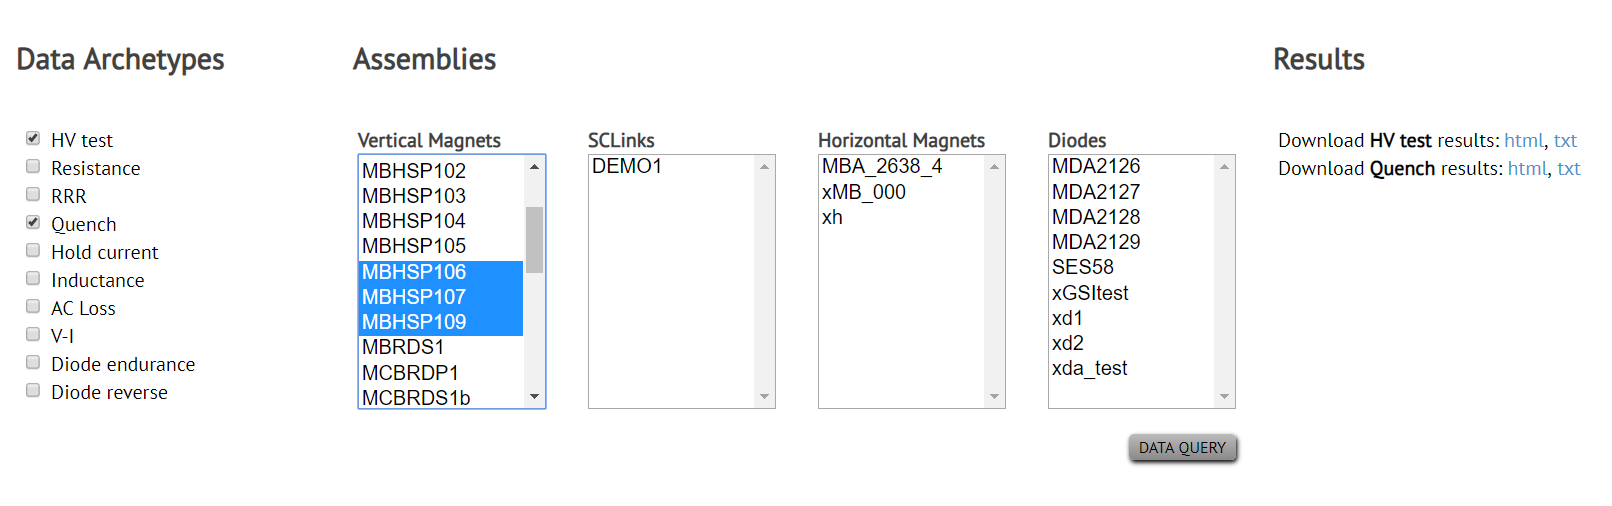 Data Archetypes
HV test
Resistance
RRR
Quench
Hold current
Inductance
AC Loss
V-I
Diode endurance
Diode reverse
Assemblies
Vertical Magnets
MBHSP102
MBHSP103
MBHSP104
MBHSP105
MBHSP106
MBHSP107
MBHSP109
MBRDS1
MCBRDP1
MCBRDS1b
SCLinks
DEMO1
Horizontal Magnets
MBA_2638_4
xMB_000
xh
Diodes
MDA2126
MDA2127
MDA2128
MDA2129
SES58
xGSItest
xd1
xd2
xda_test
DATA QUERY
Results
Download HV test results: html, txt
Download Quench results: html, txt